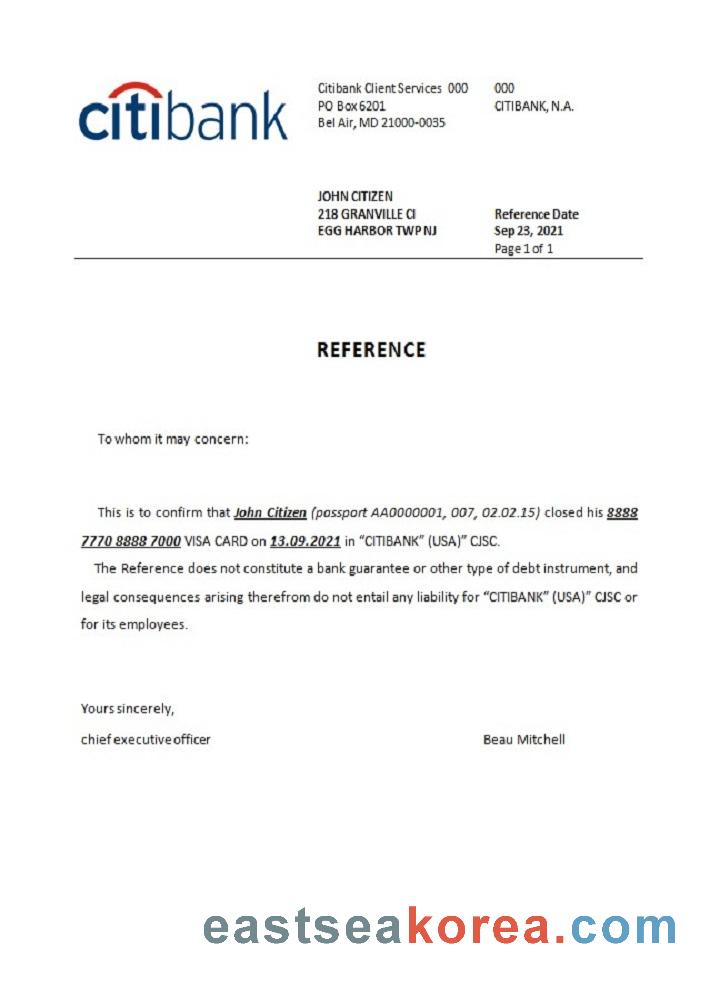 citibank
Citibank Client Services 000
PO Box 6201
Bel Air, MD 21000-0035
000
CITIBANK, N.A.
JOHN CITIZEN
218 GRANVILLE CI
EGG HARBOR TWP NJ
Reference Date
Sep 23, 2021
Page 1 of 1
REFERENCE
To whom it may concern:
This is to confirm that John Citizen (passport AA0000001, 007, 02.02.15) closed his 8888
7770 8888 7000 VISA CARD on 13.09.2021 in “CITIBANK” (USA)” CJSC.
The Reference does not constitute a bank guarantee or other type of debt instrument, and
legal consequences arising therefrom do not entail any liability for “CITIBANK” (USA)” CJSC or
for its employees.
Yours sincerely,
chief executive officer
Beau Mitchell
eastseakorea.com